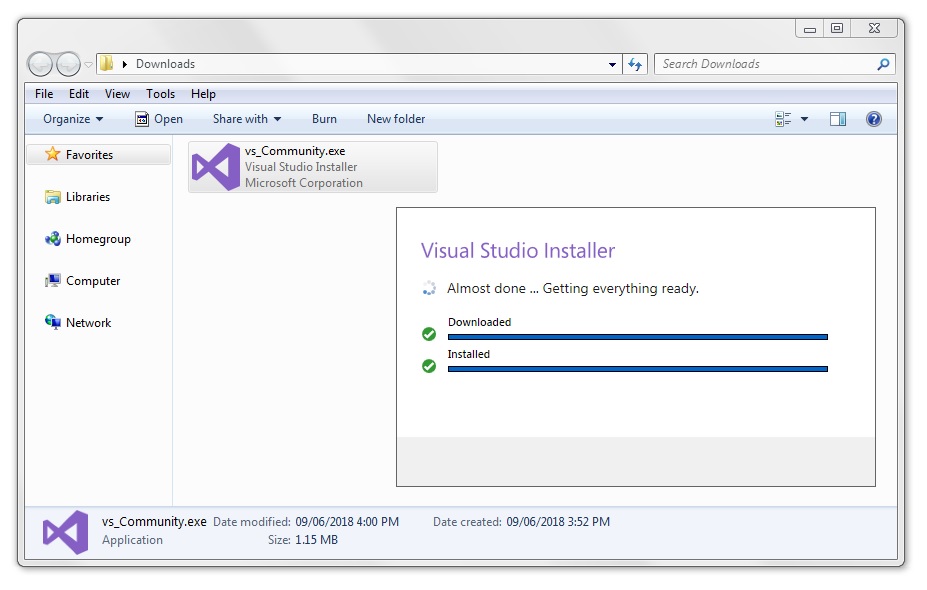 Downloads
Search Downloads
File Edit View Tools Help
Organize Open Share with Burn New folder
Favorites
Libraries
Homegroup
Computer
Network
vs_Community.exe
Visual Studio Installer
Microsoft Corporation
Visual Studio Installer
Almost done ... Getting everything ready.
Downloaded
Installed
vs_Community.exe Date modified: 09/06/2018 4:00 PM Date created: 09/06/2018 3:52 PM
Application Size: 1.15 MB